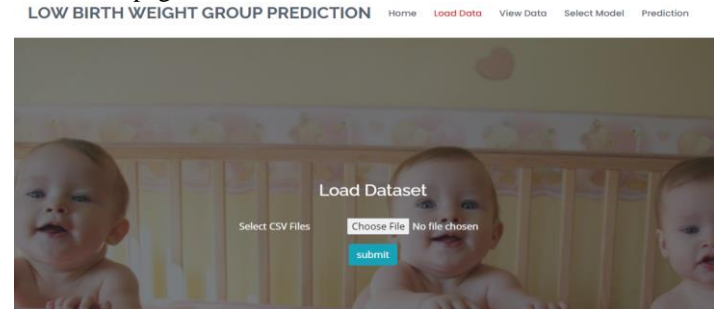 LOW BIRTH WEIGHT GROUP PREDICTION Home Load Data View Data Select Model Prediction
Load Dataset
Select CSV Files Choose File No file chosen
submit